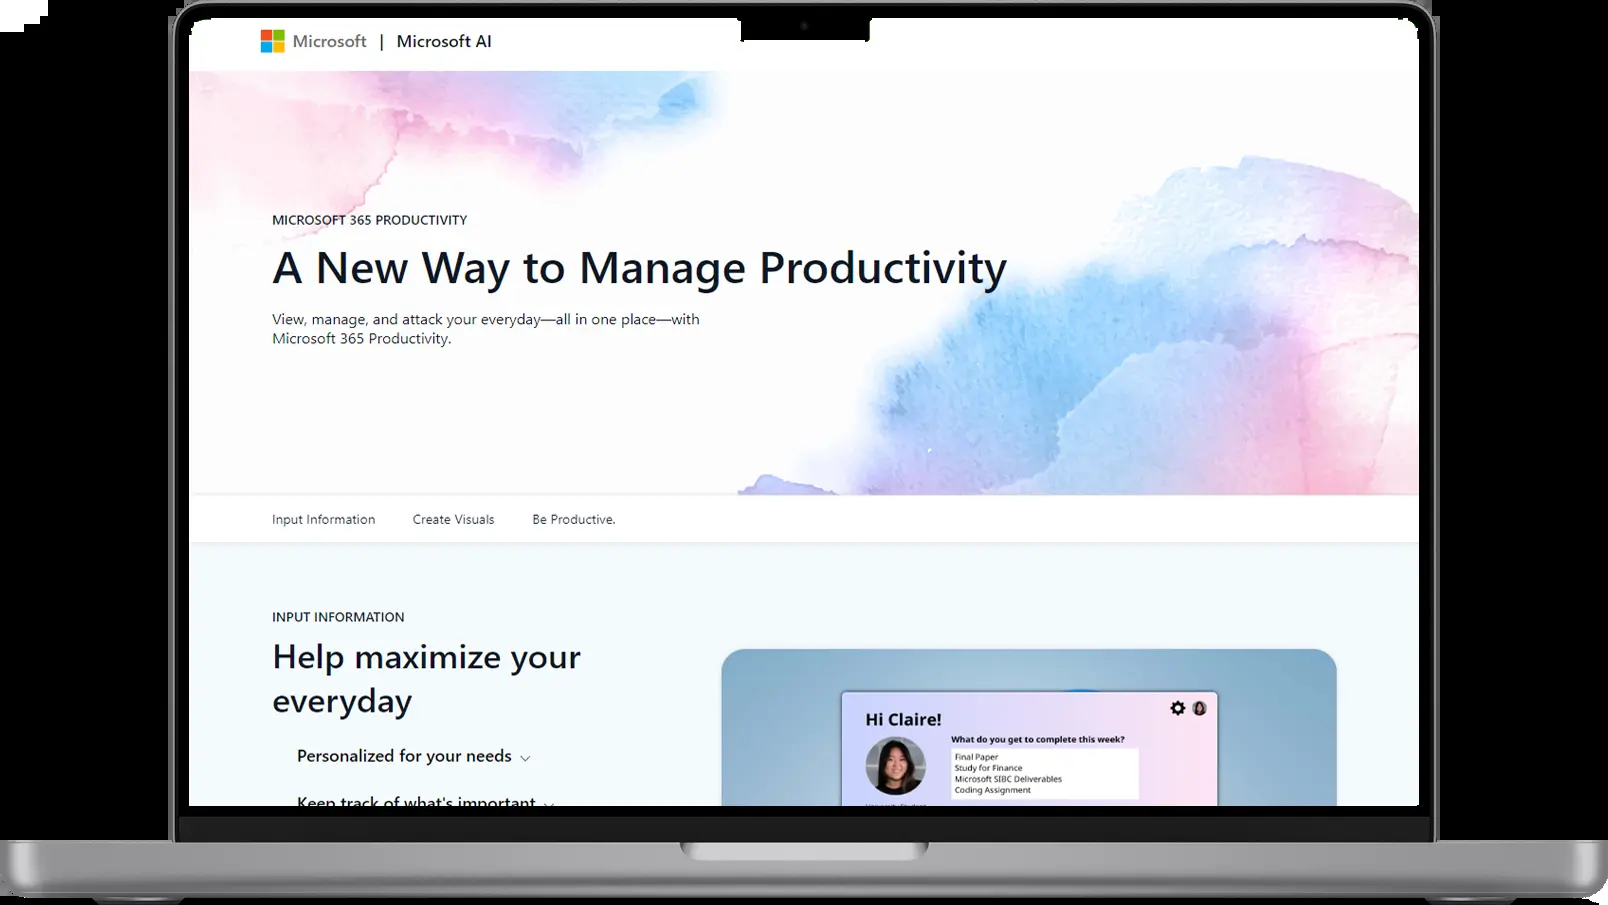 Microsoft | Microsoft AI
MICROSOFT 365 PRODUCTIVITY
A New Way to Manage Productivity
View, manage, and attack your everyday—all in one place—with
Microsoft 365 Productivity.
Input Information Create Visuals Be Productive.
INPUT INFORMATION
Help maximize your
everyday
Personalized for your needs
Keep track of what's important
Hi Claire!
What do you get to complete this week?
Final Paper
Study for Finance
Microsoft SIBC Deliverables
Coding Assignment